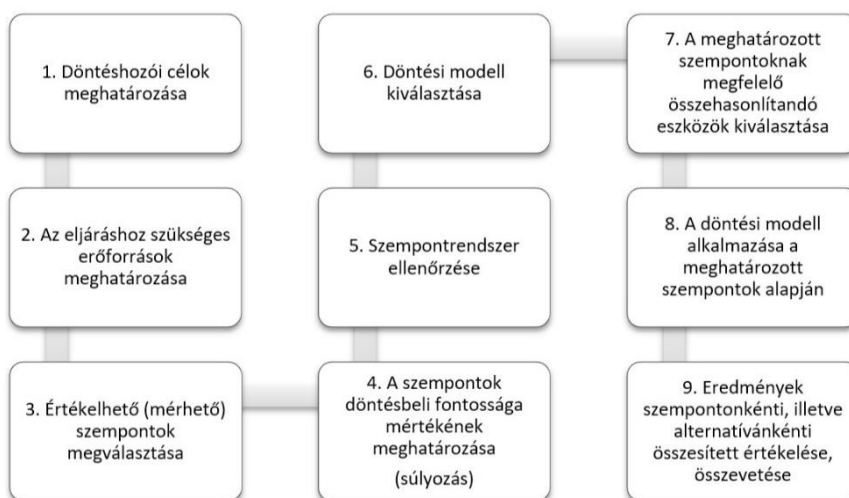 1. Döntéshozói célok
meghatározása
2. Az eljáráshoz szükséges
erőforrások
meghatározása
3. Értékelhető (mérhető)
szempontok
megválasztása
4. A szempontok
döntésbeli fontossága
mértékének
meghatározása
(súlyozás)
5. Szempontrendszer
ellenőrzése
6. Döntési modell
kiválasztása
7. A meghatározott
szempontoknak
megfelelő
összehasonlítandó
eszközök kiválasztása
8. A döntési modell
alkalmazása a
meghatározott
szempontok alapján
9. Eredmények
szempontonkénti, illetve
alternatívánkénti
összesített értékelése,
összevetése